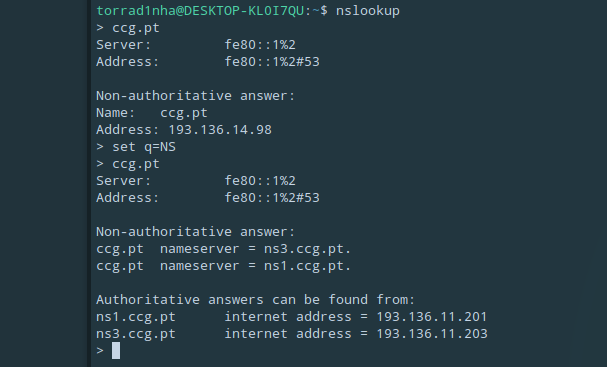 torrad1nha@DESKTOP-KL0I7QU:~$ nslookup
> ccg.pt
Server:         fe80::1%2
Address:        fe80::1%2#53

Non-authoritative answer:
Name:   ccg.pt
Address: 193.136.14.98
> set q=NS
> ccg.pt
Server:         fe80::1%2
Address:        fe80::1%2#53

Non-authoritative answer:
ccg.pt  nameserver = ns3.ccg.pt.
ccg.pt  nameserver = ns1.ccg.pt.

Authoritative answers can be found from:
ns1.ccg.pt      internet address = 193.136.11.201
ns3.ccg.pt      internet address = 193.136.11.203
>